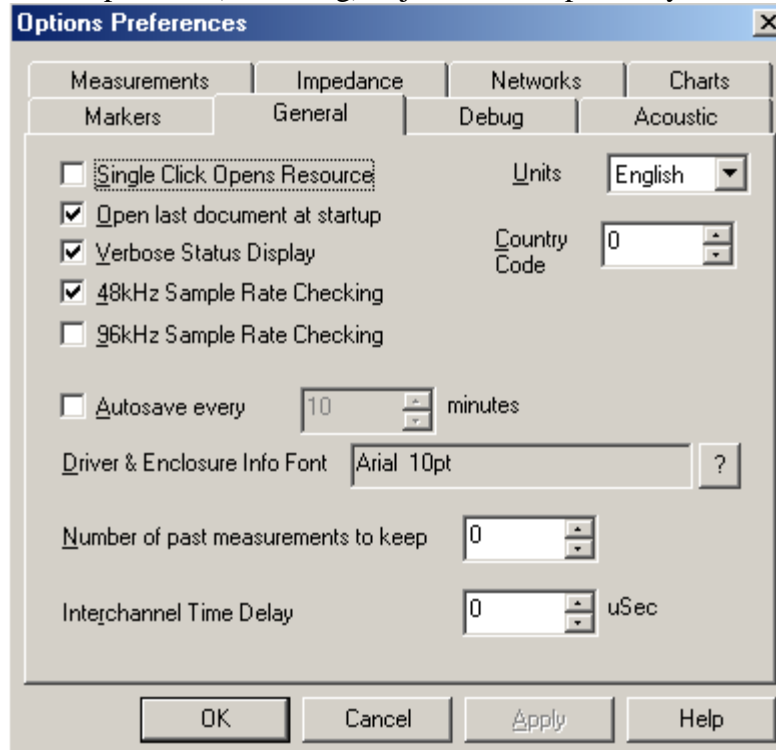 Options Preferences
Measurements Impedance Networks Charts
Markers General Debug Acoustic
Single Click Opens Resource
Units English
Open last document at startup
Verbose Status Display
Country Code 0
48kHz Sample Rate Checking
96kHz Sample Rate Checking
Autosave every 10 minutes
Driver & Enclosure Info Font Arial 10pt ?
Number of past measurements to keep 0
Interchannel Time Delay 0 uSec
OK Cancel Apply Help